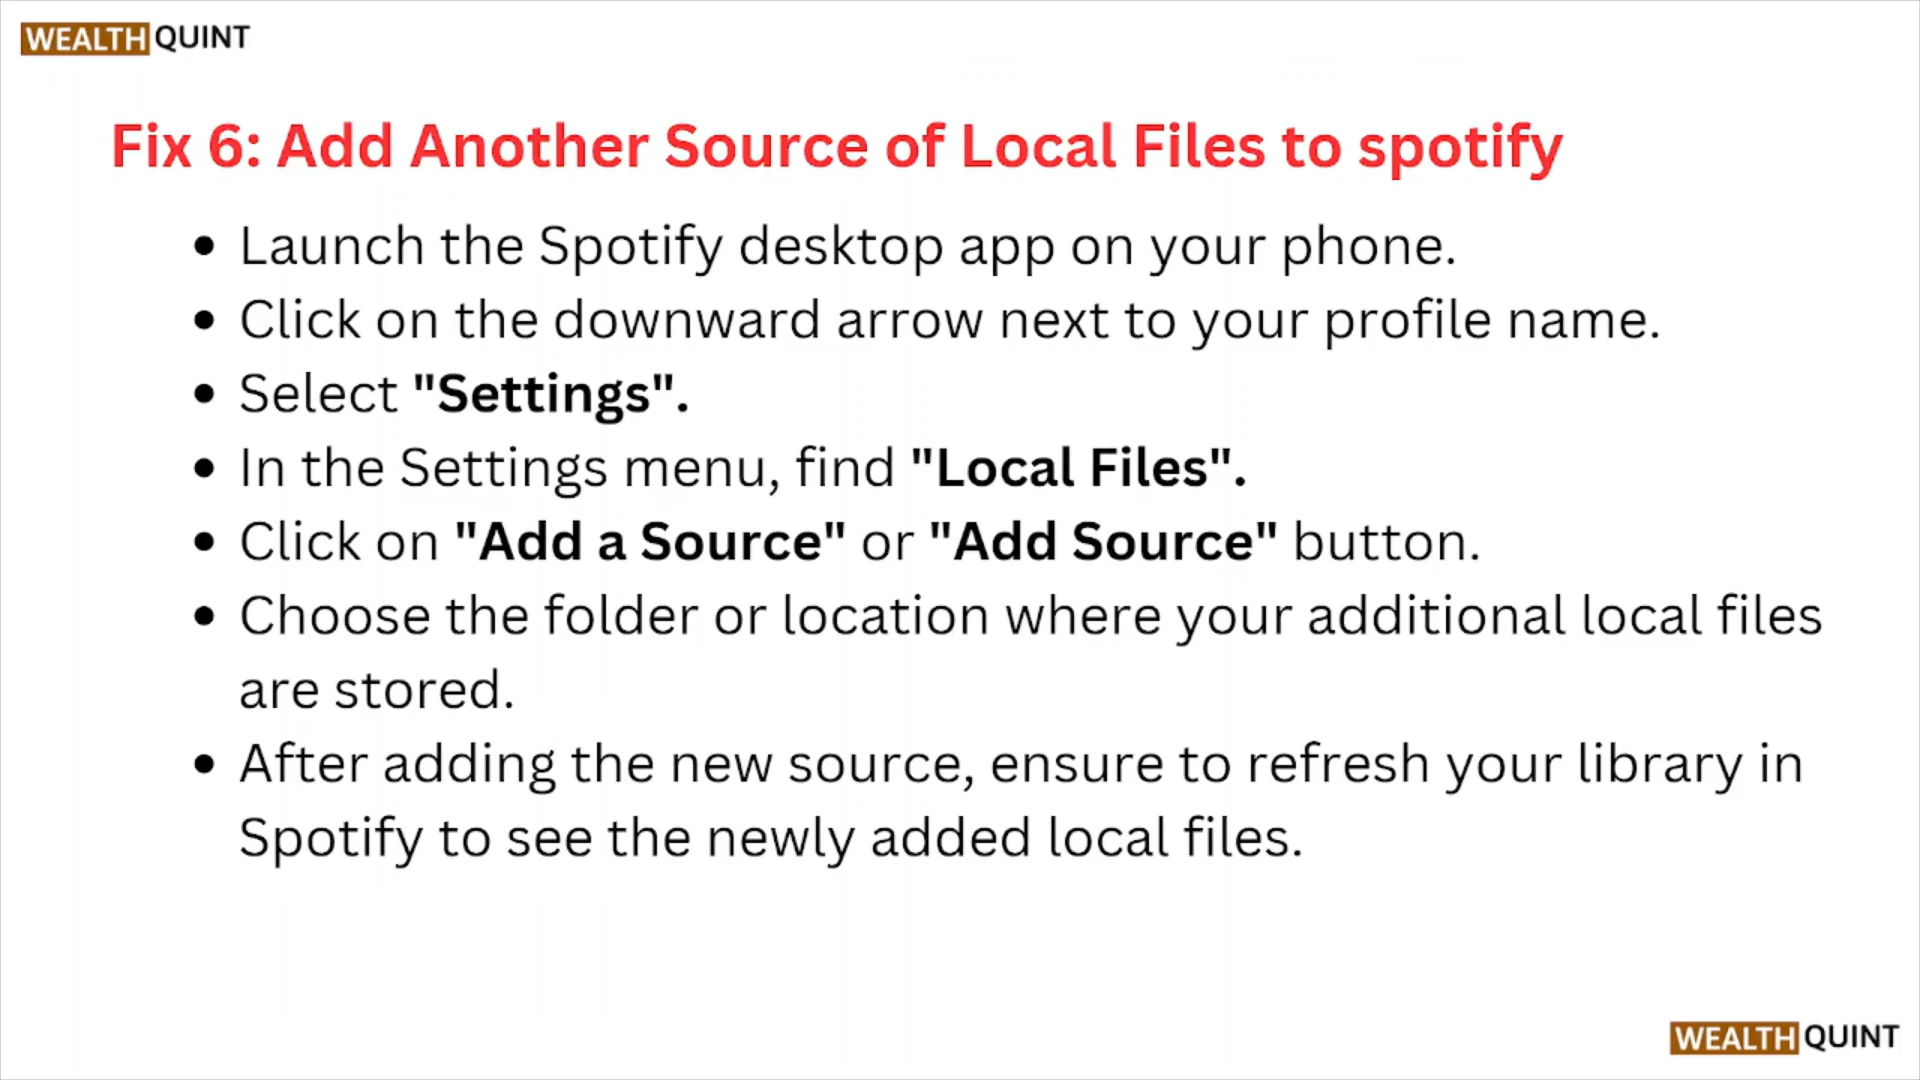 WEALTH QUINT
Fix 6: Add Another Source of Local Files to spotify
• Launch the Spotify desktop app on your phone.
• Click on the downward arrow next to your profile name.
• Select "Settings".
• In the Settings menu, find "Local Files".
• Click on "Add a Source" or "Add Source" button.
• Choose the folder or location where your additional local files
are stored.
• After adding the new source, ensure to refresh your library in
Spotify to see the newly added local files.
WEALTH QUINT